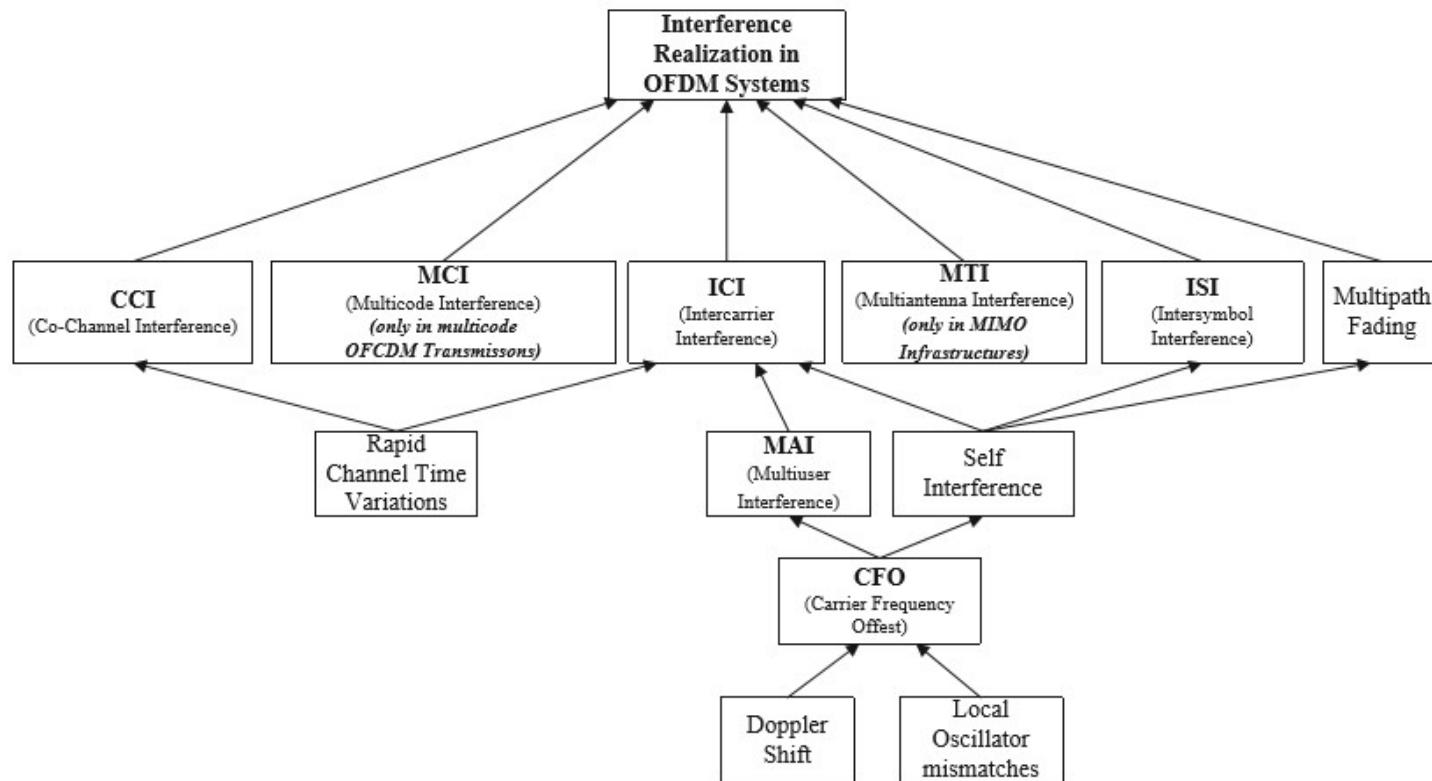 Interference
Realization in
OFDM Systems
CCI
(Co-Channel Interference)
MCI
(Multicode Interference)
(only in multicode
OFCDM Transmissons)
ICI
(Intercarrier
Interference)
MTI
(Multiantenna Interference)
(only in MIMO
Infrastructures)
ISI
(Intersymbol
Interference)
Multipath
Fading
Rapid
Channel Time
Variations
MAI
(Multiuser
Interference)
Self
Interference
CFO
(Carrier Frequency
Offest)
Doppler
Shift
Local
Oscillator
mismatches